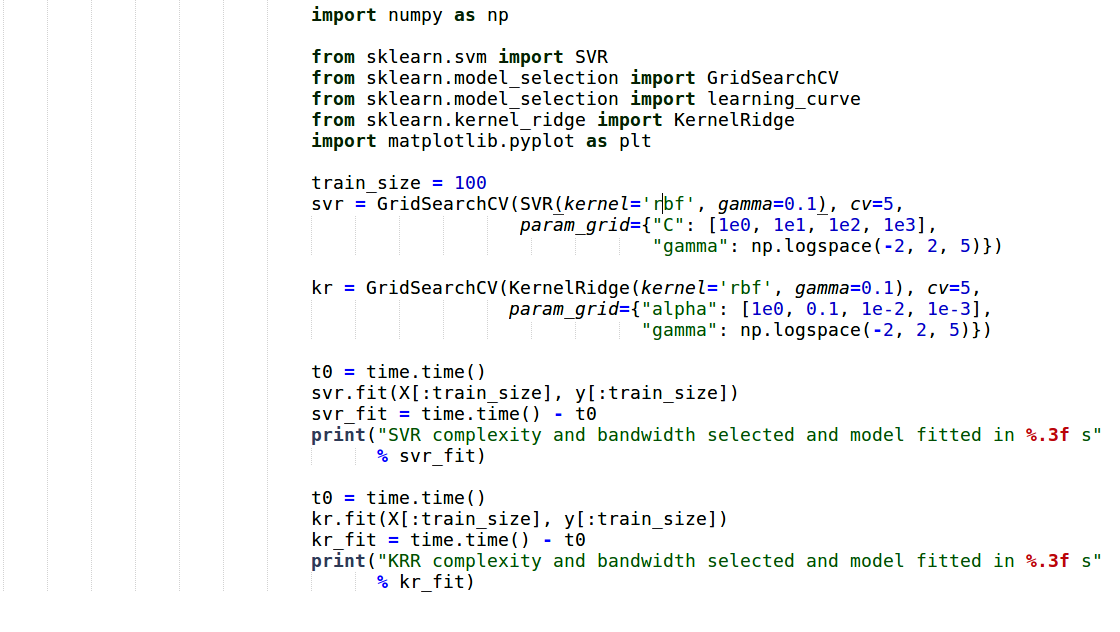 import numpy as np
from sklearn.svm import SVR
from sklearn.model_selection import GridSearchCV
from sklearn.model_selection import learning_curve
from sklearn.kernel_ridge import KernelRidge
import matplotlib.pyplot as plt
train_size = 100
svr = GridSearchCV(SVR(kernel='rbf', gamma=0.1), cv=5,
param_grid={"C": [1e0, 1e1, 1e2, 1e3],
"gamma": np.logspace(-2, 2, 5)})
kr = GridSearchCV(KernelRidge(kernel='rbf', gamma=0.1), cv=5,
param_grid={"alpha": [1e0, 0.1, 1e-2, 1e-3],
"gamma": np.logspace(-2, 2, 5)})
t0 = time.time()
svr.fit(X[:train_size], y[:train_size])
svr_fit = time.time() - t0
print("SVR complexity and bandwidth selected and model fitted in %.3f s"
% svr_fit)
t0 = time.time()
kr.fit(X[:train_size], y[:train_size])
kr_fit = time.time() - t0
print("KRR complexity and bandwidth selected and model fitted in %.3f s"
% kr_fit)